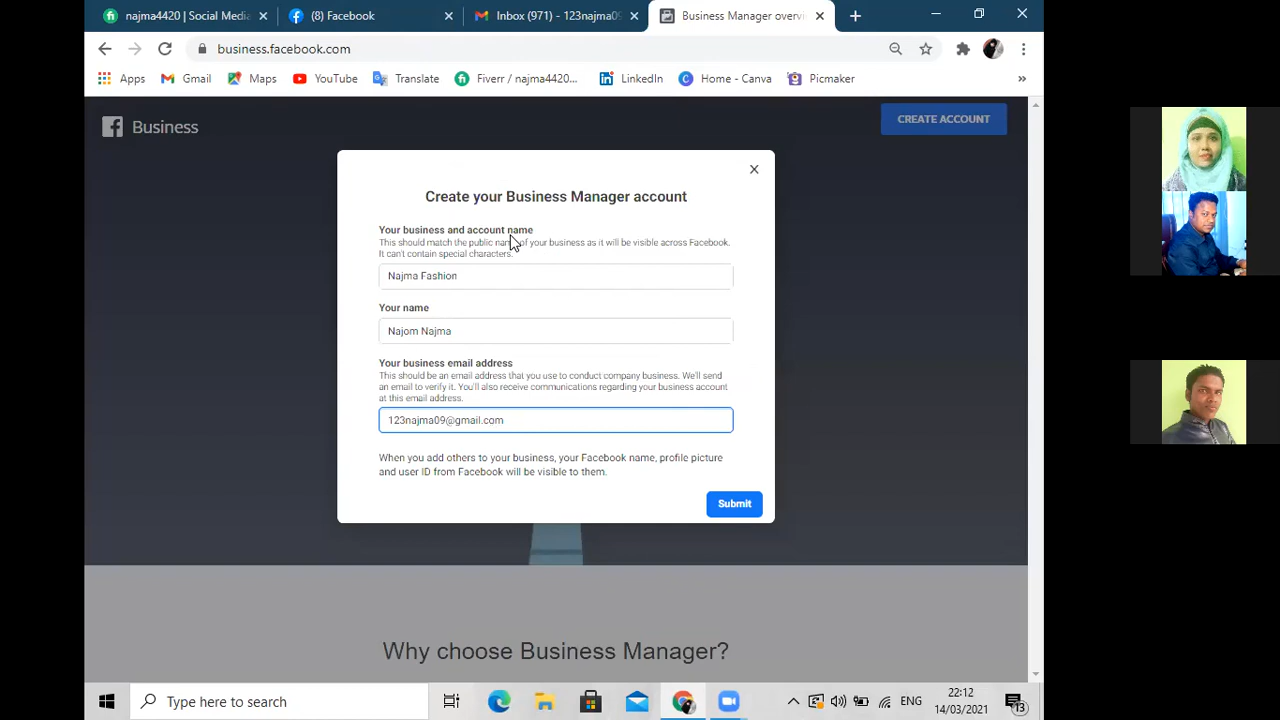 najma4420 | Social Media
(8) Facebook
Inbox (971) - 123najma09
Business Manager overvi
business.facebook.com
Apps
Gmail
Maps
YouTube
Translate
Fiverr / najma4420...
LinkedIn
Home - Canva
Picmaker
Business
CREATE ACCOUNT
Create your Business Manager account
Your business and account name
This should match the public name of your business as it will be visible across Facebook.
It can't contain special characters.
Najma Fashion
Your name
Najom Najma
Your business email address
This should be an email address that you use to conduct company business. We'll send
an email to verify it. You'll also receive communications regarding your business account
at this email address.
123najma09@gmail.com
When you add others to your business, your Facebook name, profile picture
and user ID from Facebook will be visible to them.
Submit
Why choose Business Manager?
Type here to search
ENG
22:12
14/03/2021
13